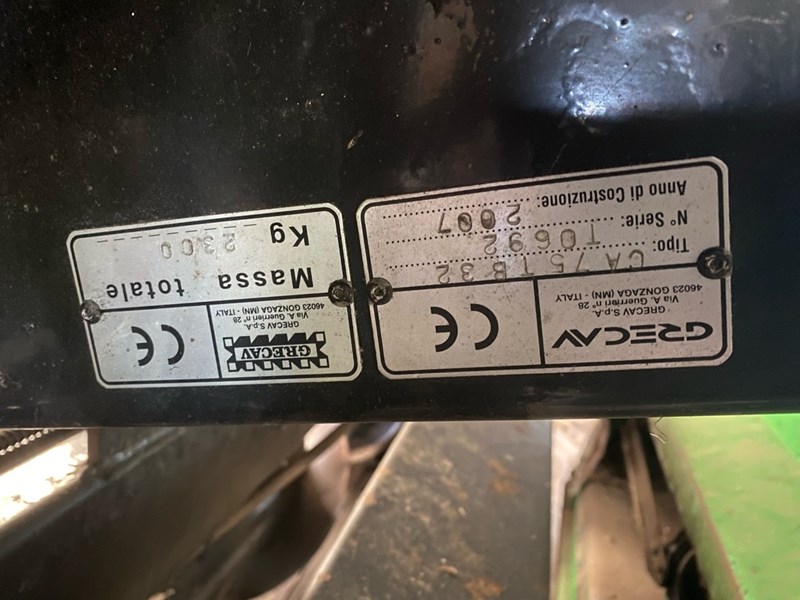 GRECAV
GRECAV S.p.A.
Via A. Guerrieri n° 28
46023 GONZAGA (MN) - ITALY
CE
Tipo: CA75TB32
N° Serie: T0692
Anno di Costruzione: 2007
GRECAV
GRECAV S.p.A.
Via A. Guerrieri n° 28
46023 GONZAGA (MN) - ITALY
CE
Massa totale
Kg 2300